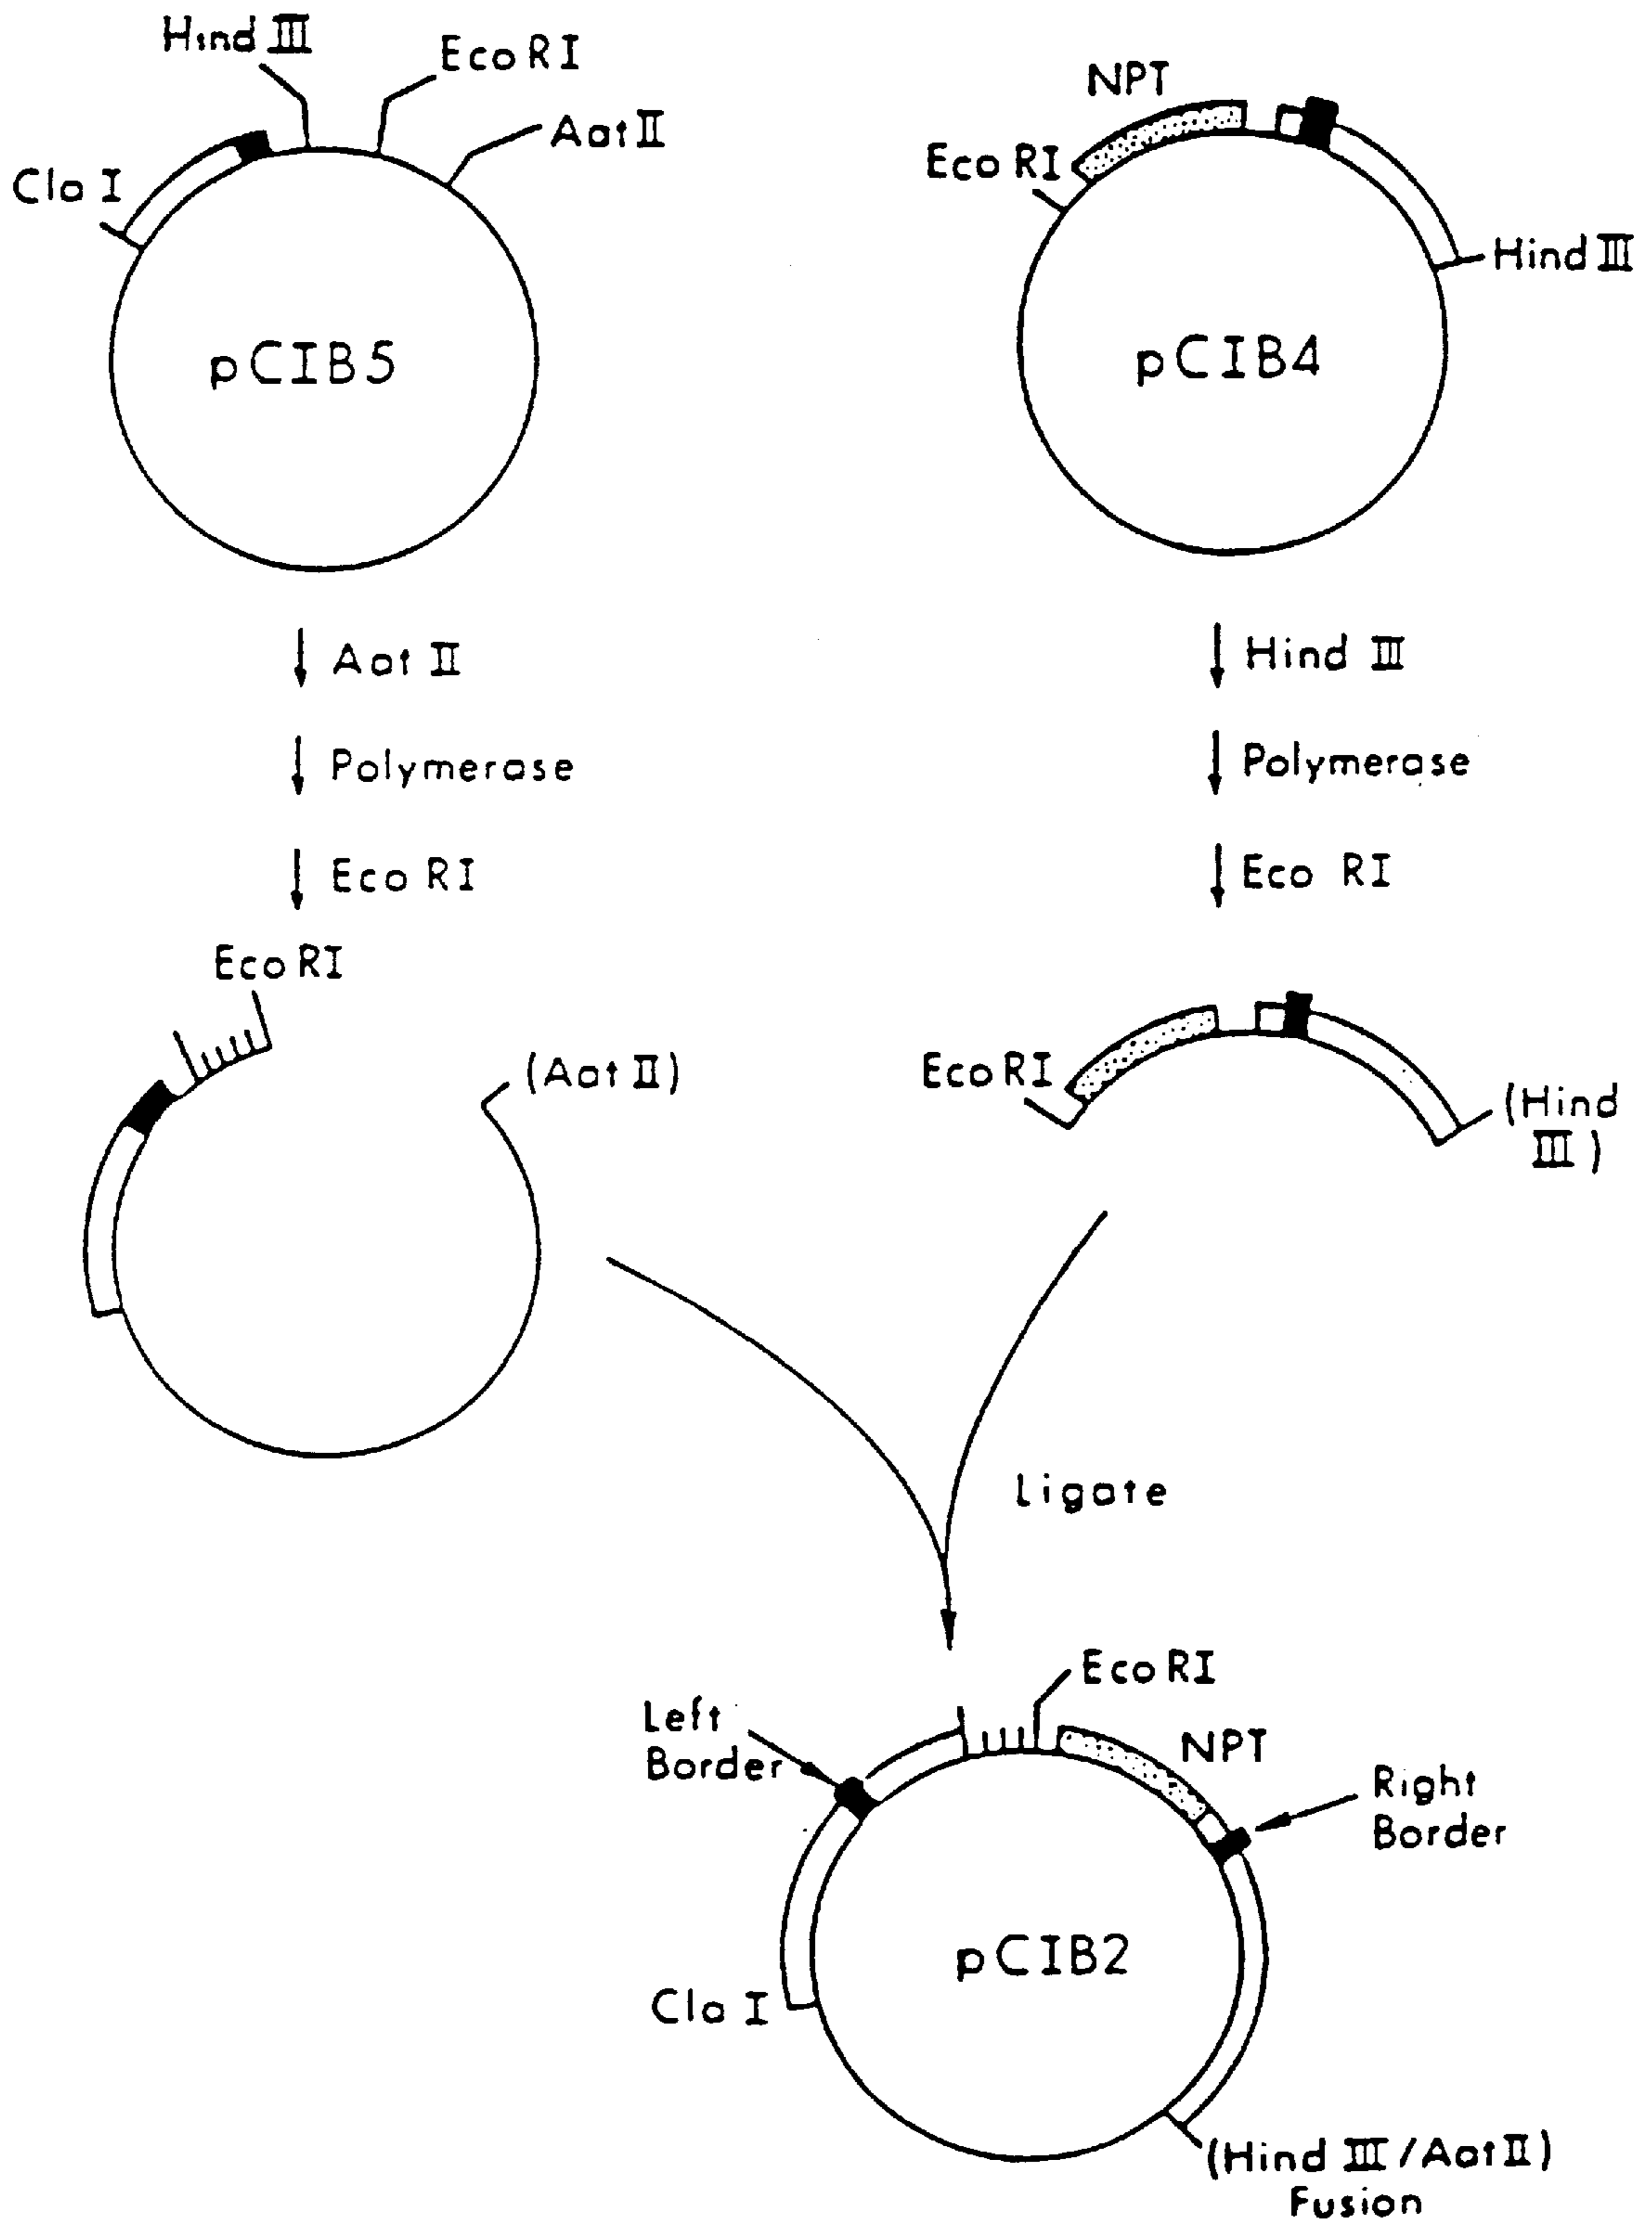 Hind III
Eco RI
Aat II
Cla I
pCIB5
NPT
Eco RI
Hind III
pCIB4
Aat II
Polymerase
Eco RI
Hind III
Polymerase
Eco RI
Eco RI
(Aat II)
Eco RI
(Hind
III)
Ligate
Eco RI
Left
Border
NPT
Right
Border
pCIB2
Cla I
(Hind III/Aat II)
Fusion